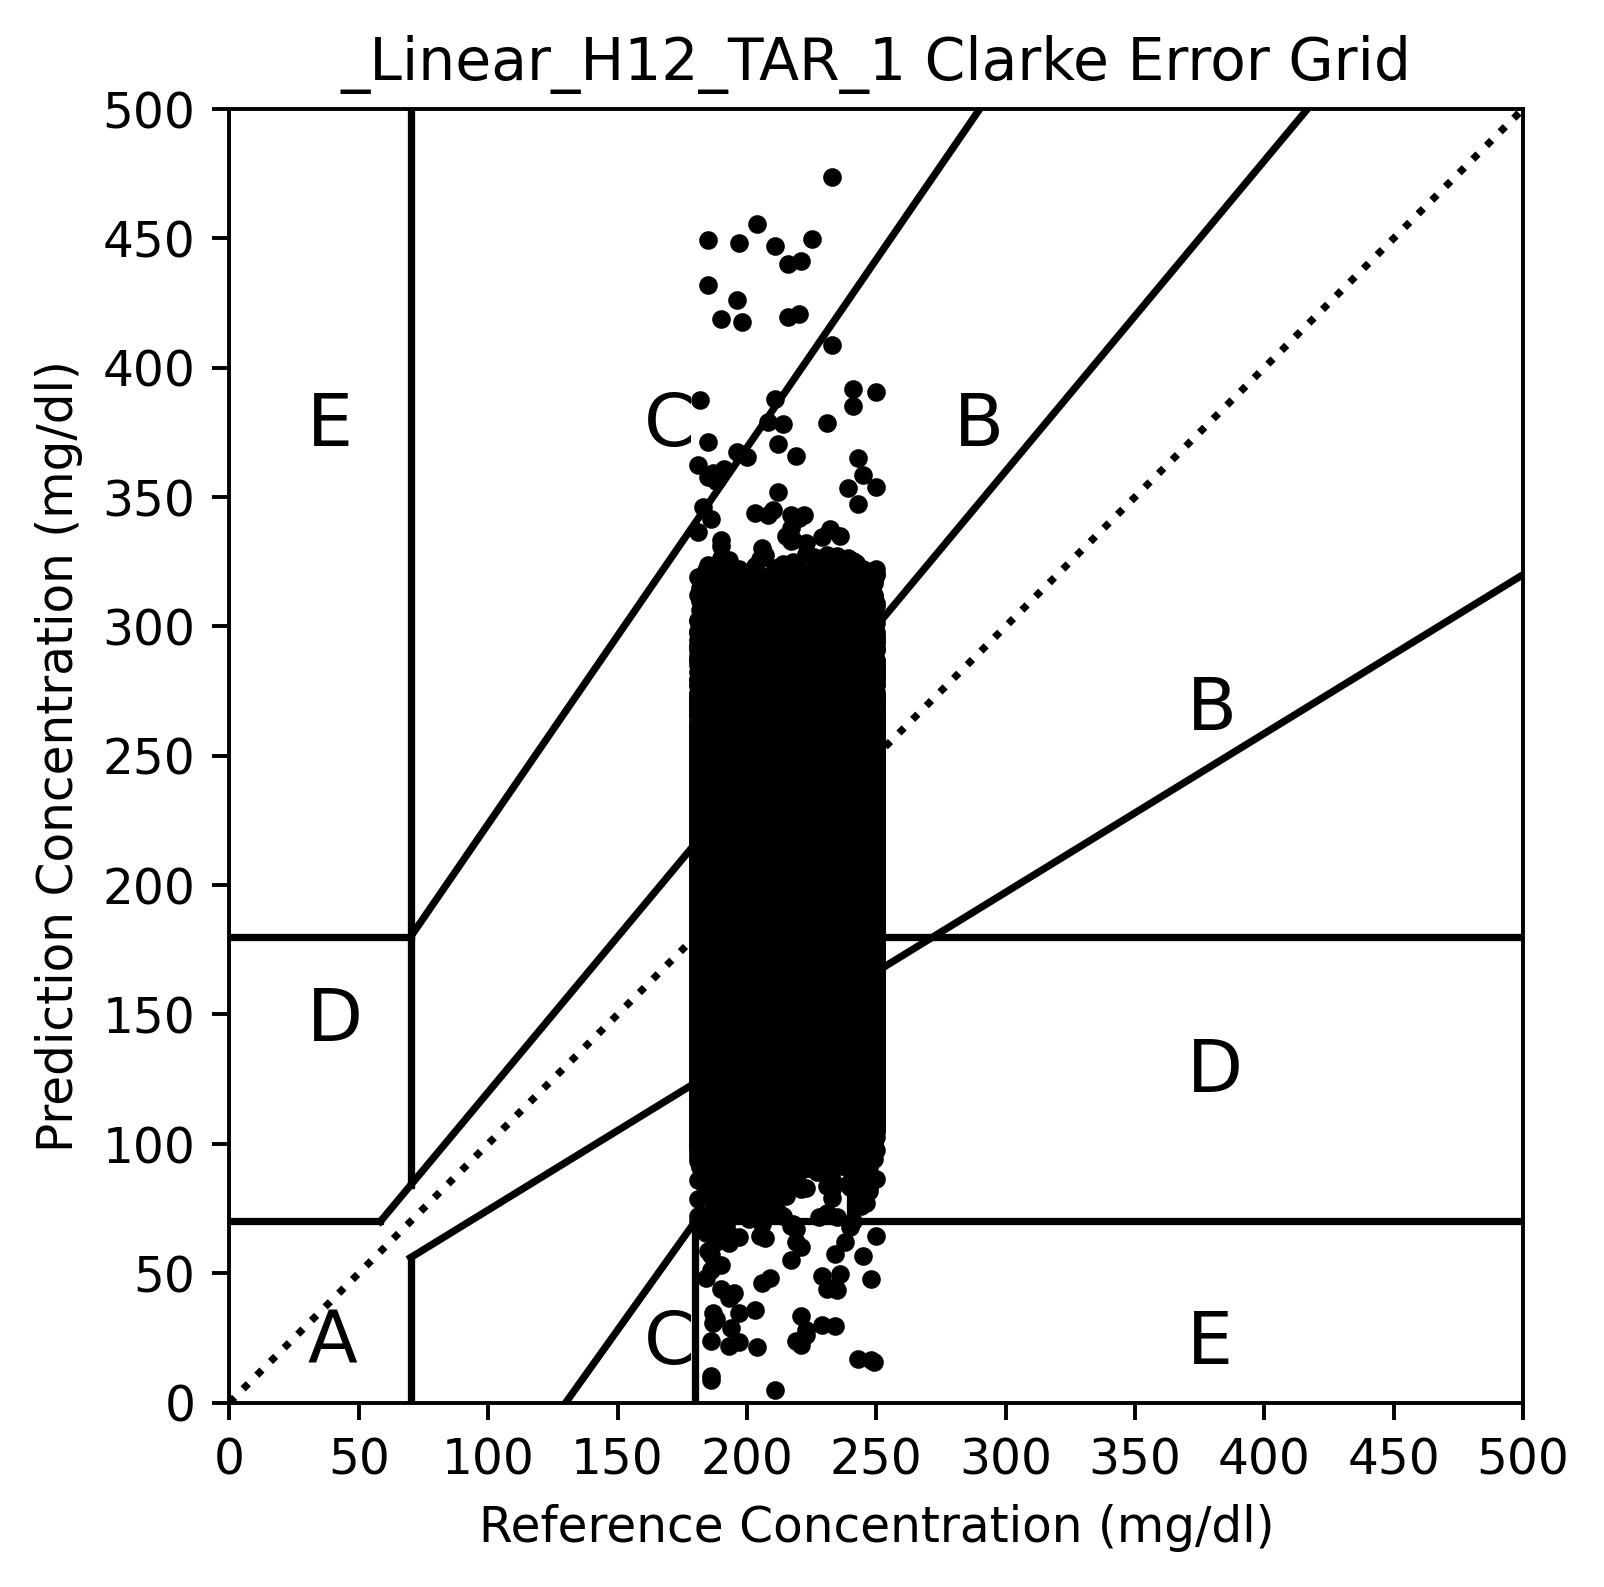 _Linear_H12_TAR_1 Clarke Error Grid
500
450
400
350
300
250
200
150
100
50
0
Prediction Concentration (mg/dl)
E
C
B
B
D
D
A
C
E
0 50 100 150 200 250 300 350 400 450 500
Reference Concentration (mg/dl)